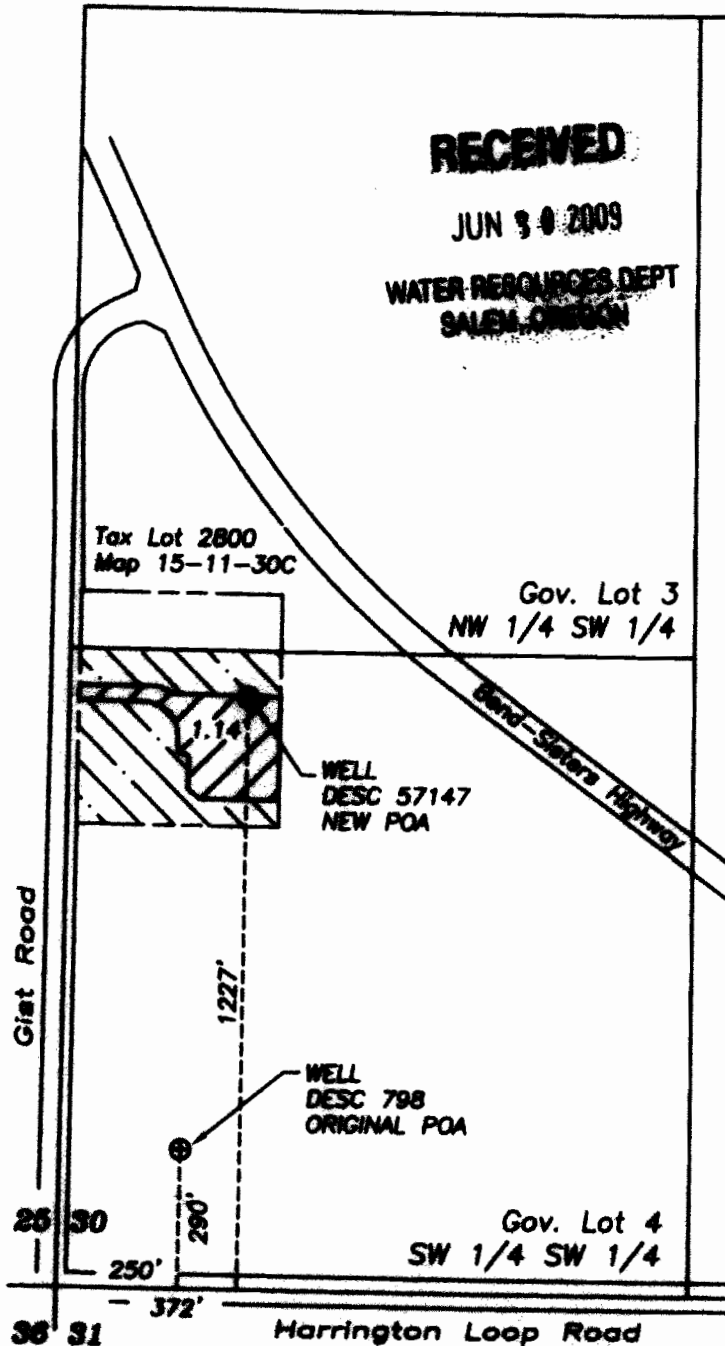 RECEIVED
JUN 30 2009
WATER RESOURCES DEPT
SALEM, OREGON
Tax Lot 2800
Map 15-11-30C
Gov. Lot 3
NW 1/4 SW 1/4
1.14
WELL
DESC 57147
NEW POA
Bend-Sisters Highway
Gist Road
1227'
WELL
DESC 798
ORIGINAL POA
290'
25 30
Gov. Lot 4
SW 1/4 SW 1/4
250'
372'
36 31
Harrington Loop Road